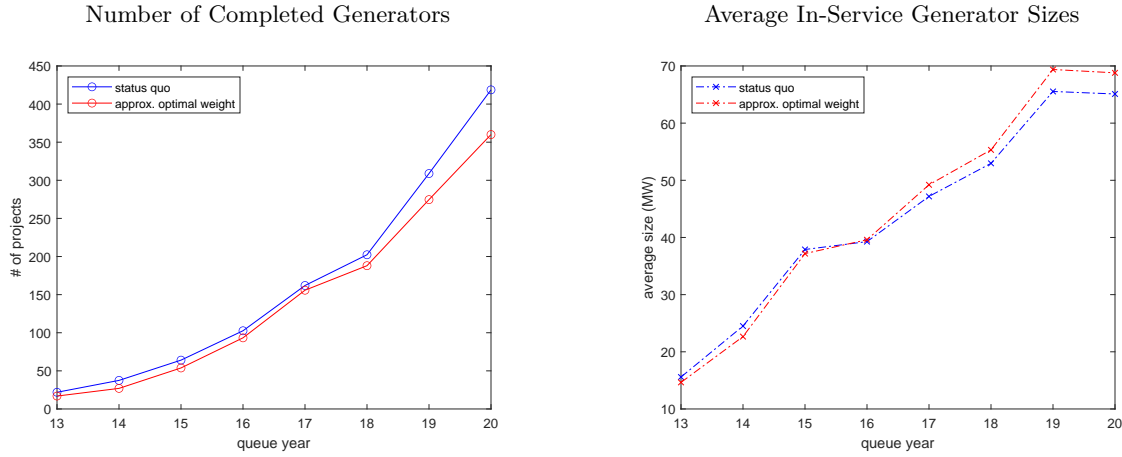 Number of Completed Generators
450
400
350
300
250
200
150
100
50
0
# of projects
status quo
approx. optimal weight
13 14 15 16 17 18 19 20
queue year
Average In-Service Generator Sizes
70
60
50
40
30
20
10
average size (MW)
status quo
approx. optimal weight
13 14 15 16 17 18 19 20
queue year